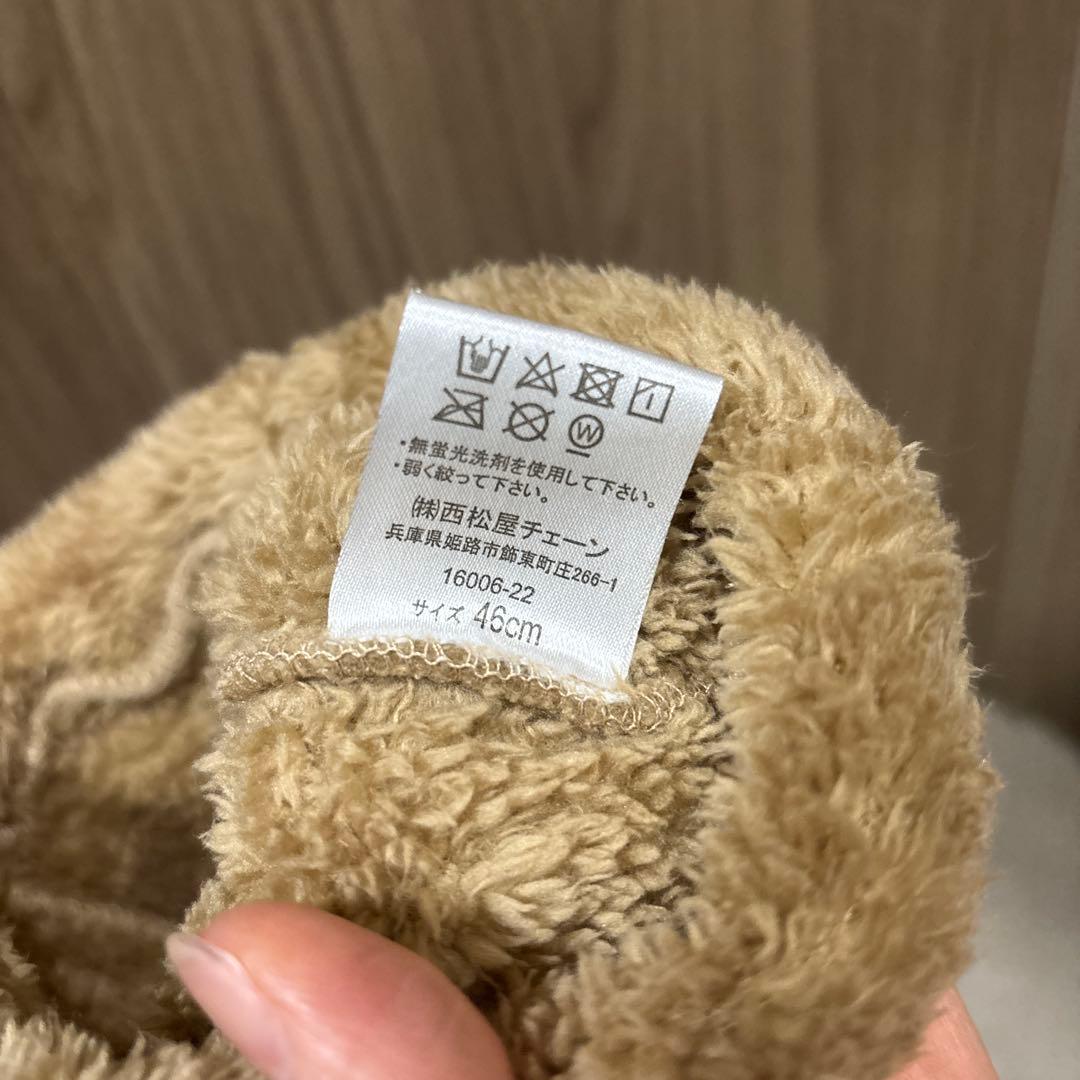 W
・無蛍光洗剤を使用して下さい。
・弱く絞って下さい。
㈱西松屋チェーン
兵庫県姫路市飾東町庄266-1
16006-22
サイズ 46cm